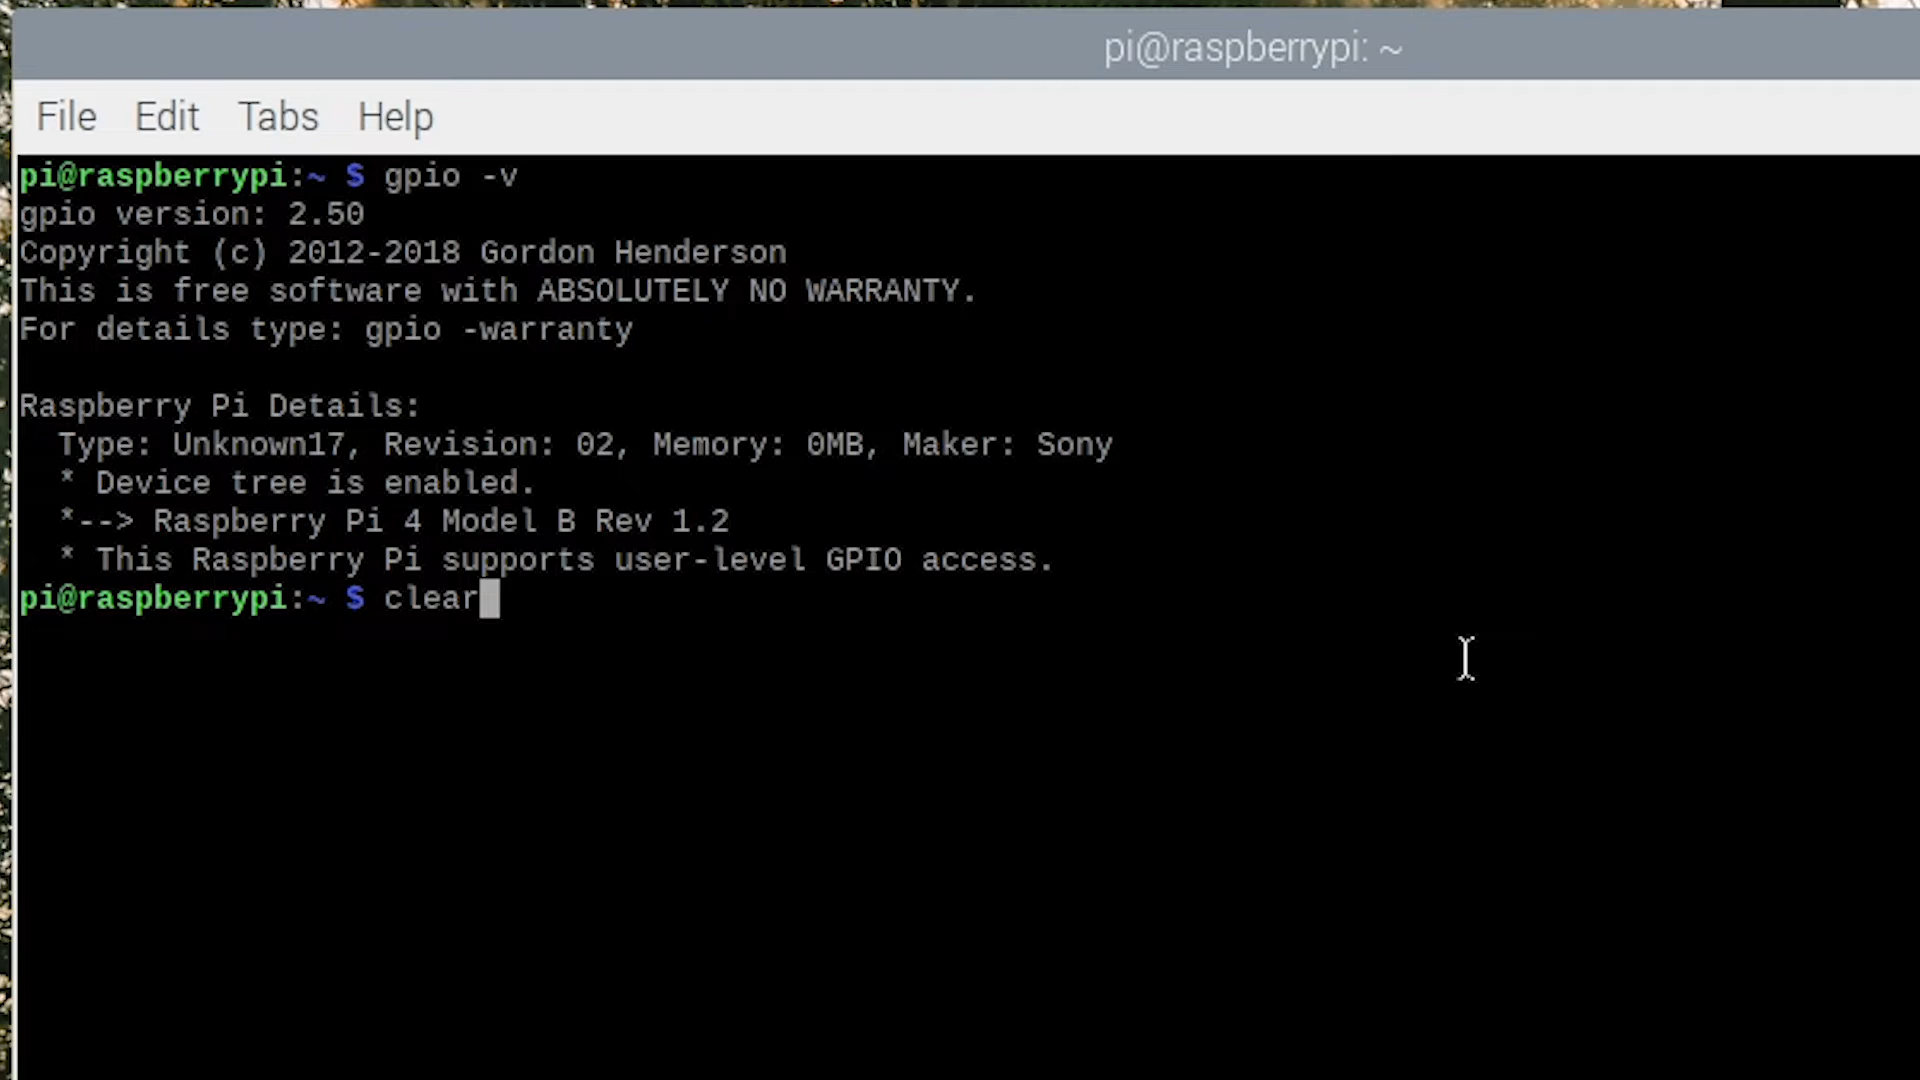 pi@raspberrypi: ~
File Edit Tabs Help
pi@raspberrypi:~ $ gpio -v
gpio version: 2.50
Copyright (c) 2012-2018 Gordon Henderson
This is free software with ABSOLUTELY NO WARRANTY.
For details type: gpio -warranty
Raspberry Pi Details:
  Type: Unknown17, Revision: 02, Memory: 0MB, Maker: Sony
  * Device tree is enabled.
  *--> Raspberry Pi 4 Model B Rev 1.2
  * This Raspberry Pi supports user-level GPIO access.
pi@raspberrypi:~ $ clear